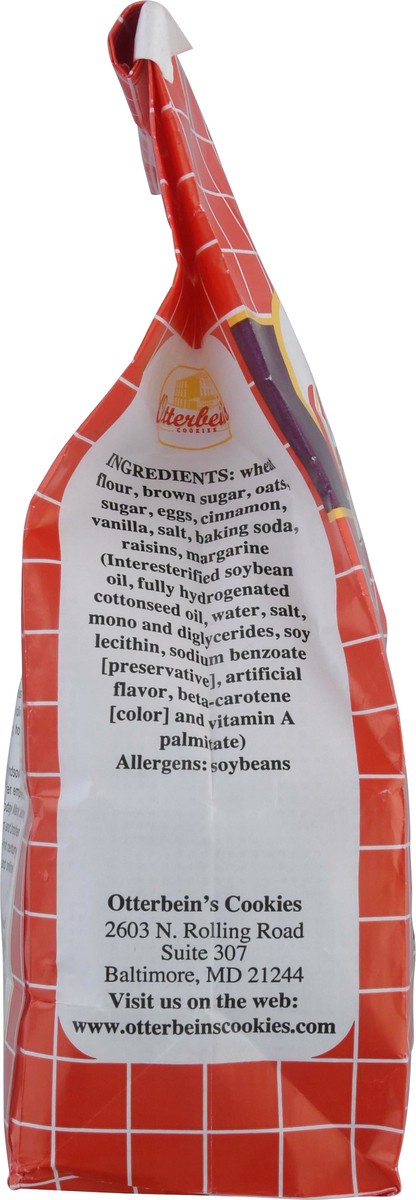 Otterbein's
COOKIES
INGREDIENTS: wheat
flour, brown sugar, oats,
sugar, eggs, cinnamon,
vanilla, salt, baking soda,
raisins, margarine
(Interesterified soybean
oil, fully hydrogenated
cottonseed oil, water, salt,
mono and diglycerides, soy
lecithin, sodium benzoate
[preservative], artificial
flavor, beta-carotene
[color] and vitamin A
palmitate)
Allergens: soybeans
Otterbein's Cookies
2603 N. Rolling Road
Suite 307
Baltimore, MD 21244
Visit us on the web:
www.otterbeinscookies.com